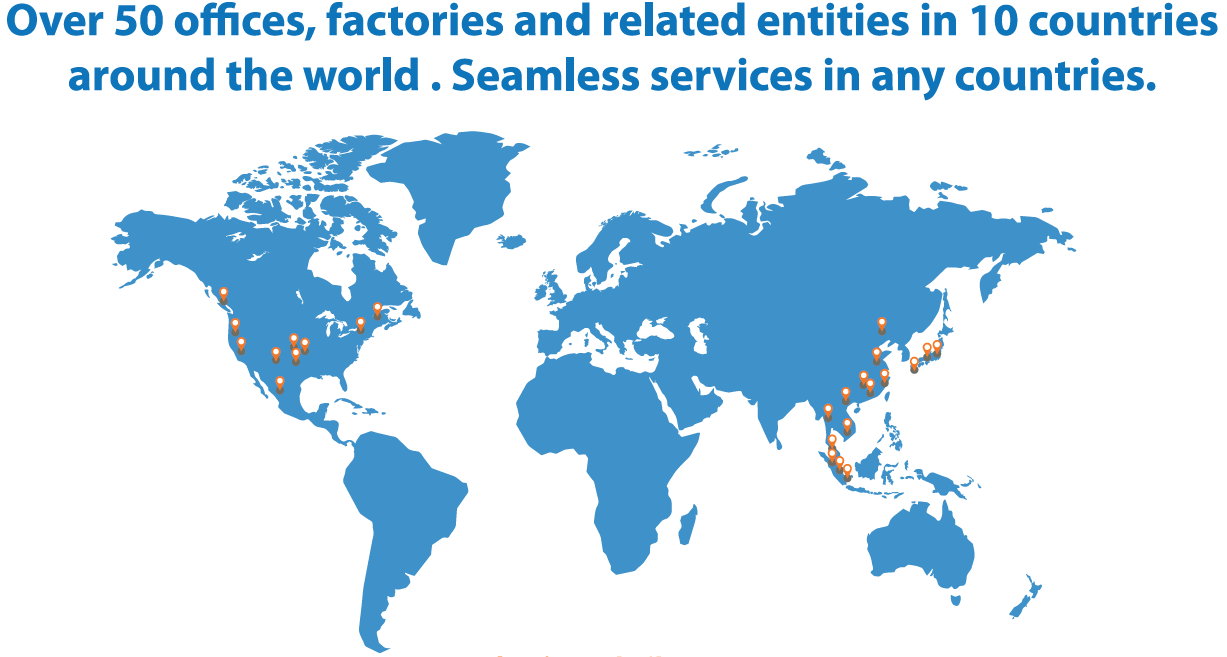 Over 50 offices, factories and related entities in 10 countries
around the world . Seamless services in any countries.